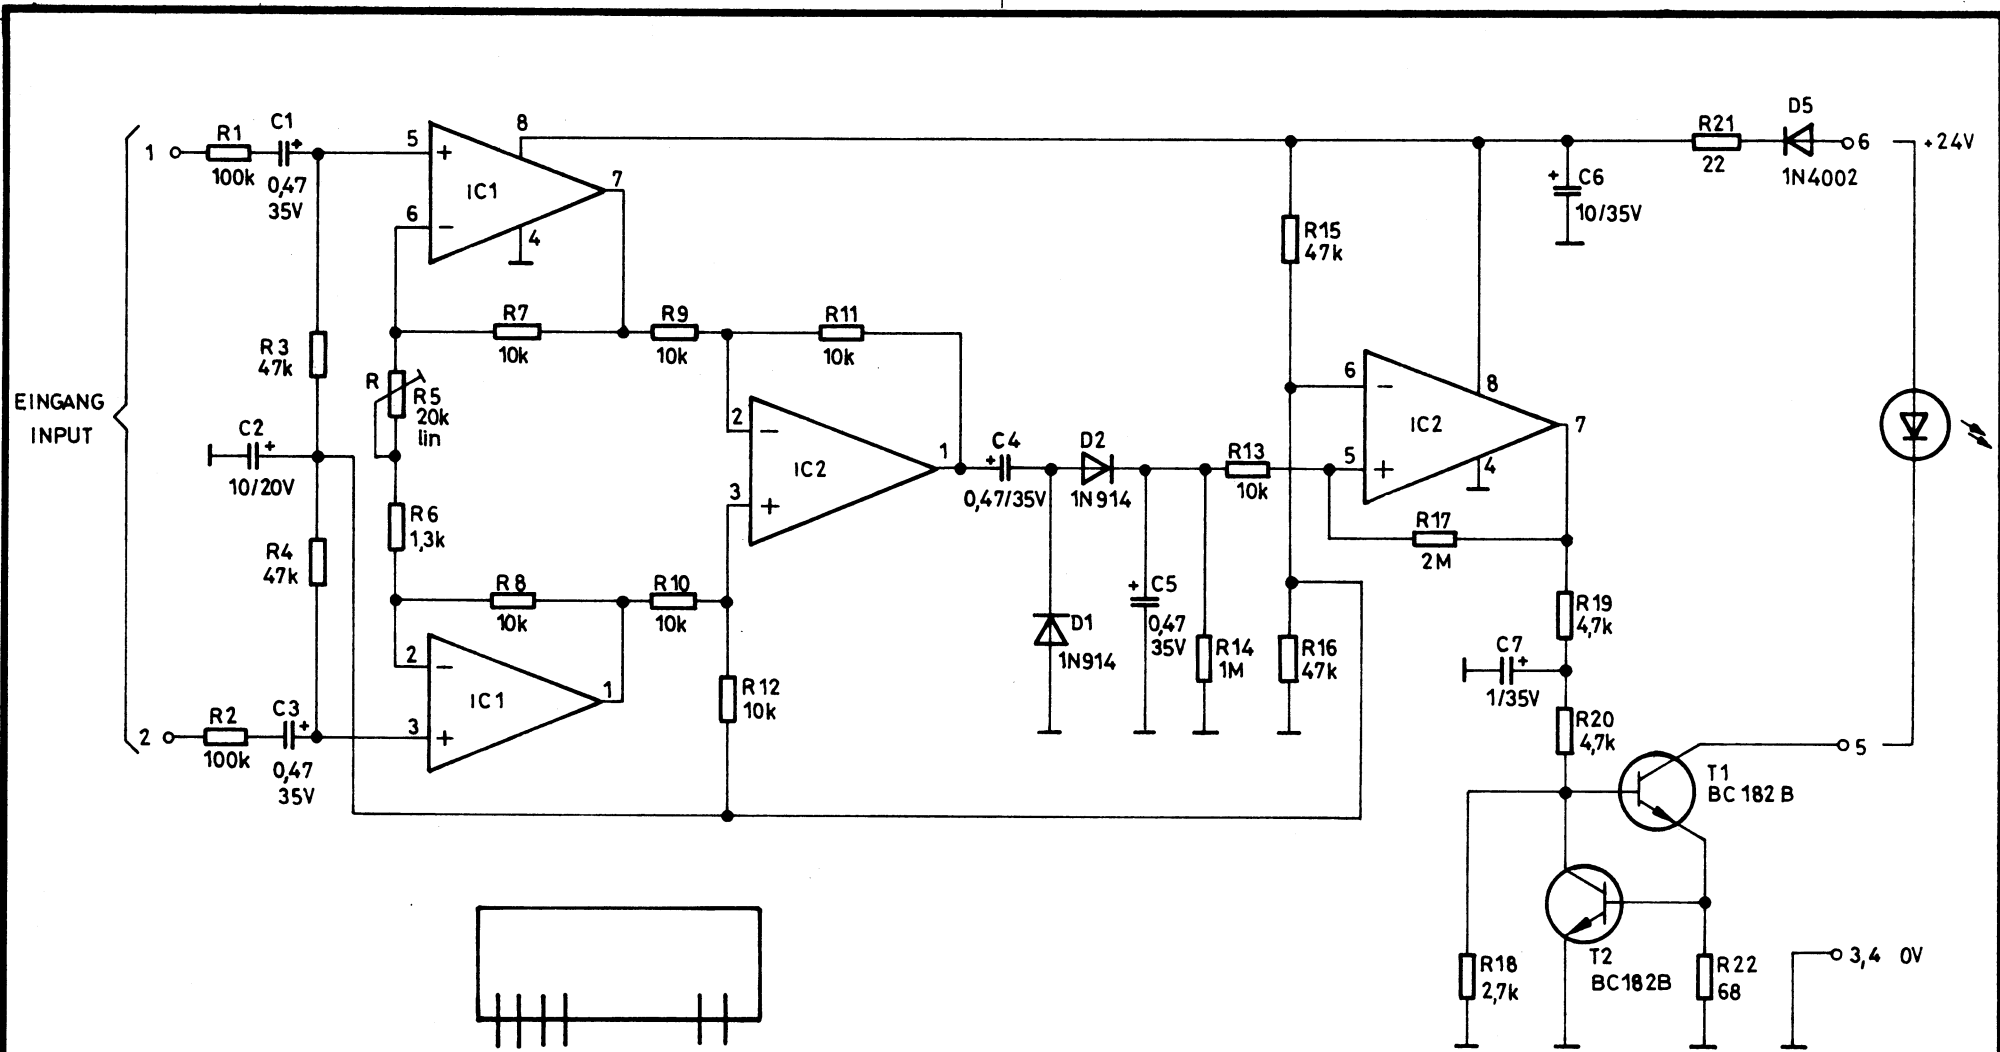 EINGANG
INPUT
1
R1
100k
C1
+
0,47
35V
5
+
6
−
IC1
8
7
4
R3
47k
C2
+
10/20V
R4
47k
2
R2
100k
C3
+
0,47
35V
R
R5
20k
lin
R6
1,3k
R7
10k
R8
10k
2
−
3
+
IC1
1
R9
10k
R10
10k
R11
10k
R12
10k
2
−
3
+
IC2
1
C4
+
0,47/35V
D2
1N914
D1
1N914
C5
+
0,47
35V
R13
10k
R14
1M
R15
47k
R16
47k
6
−
5
+
IC2
8
4
7
R17
2M
C6
+
10/35V
R21
22
D5
1N4002
6
+24V
R19
4,7k
C7
+
1/35V
R20
4,7k
T1
BC182B
5
T2
BC182B
R18
2,7k
R22
68
3,4 0V